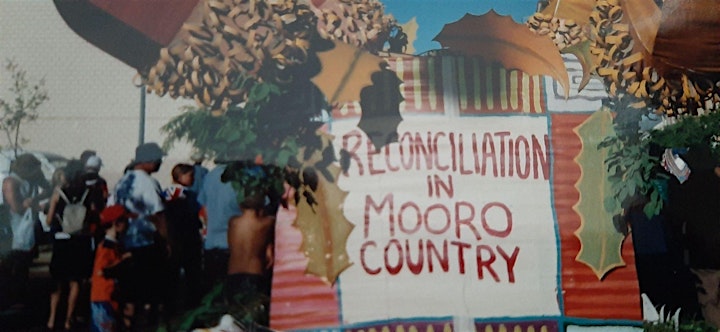 RECONCILIATION
IN
MOORO
COUNTRY